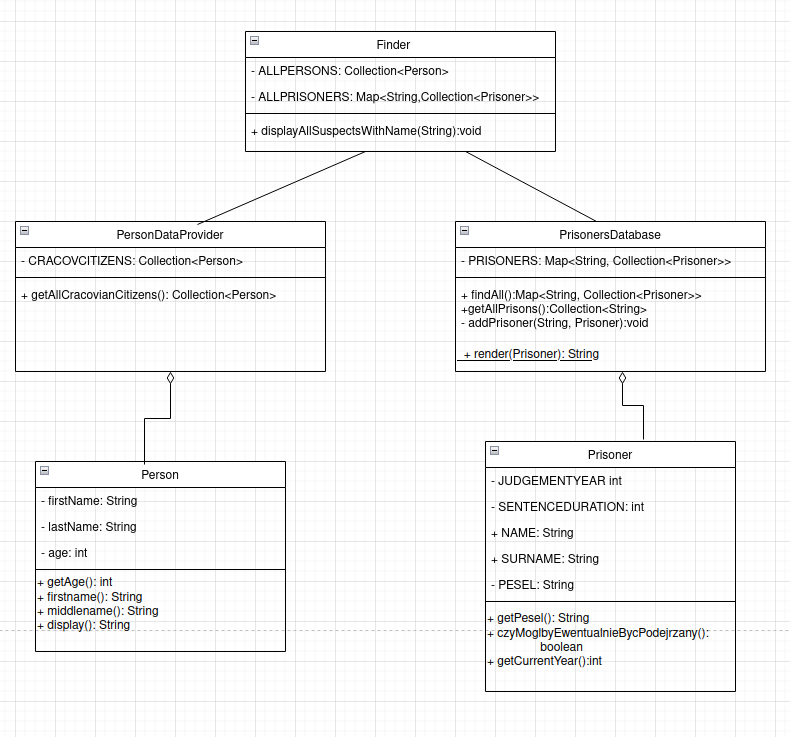 Finder
- ALLPERSONS: Collection<Person>
- ALLPRISONERS: Map<String,Collection<Prisoner>>
+ displayAllSuspectsWithName(String):void
PersonDataProvider
- CRACOVCITIZENS: Collection<Person>
+ getAllCracovianCitizens(): Collection<Person>
PrisonersDatabase
- PRISONERS: Map<String, Collection<Prisoner>>
+ findAll():Map<String, Collection<Prisoner>>
+getAllPrisons():Collection<String>
- addPrisoner(String, Prisoner):void
+ render(Prisoner): String
Person
- firstName: String
- lastName: String
- age: int
+ getAge(): int
+ firstname(): String
+ middlename(): String
+ display(): String
Prisoner
- JUDGEMENTYEAR int
- SENTENCEDURATION: int
+ NAME: String
+ SURNAME: String
- PESEL: String
+ getPesel(): String
+ czyMoglbyEwentualnieBycPodejrzany():
boolean
+ getCurrentYear():int